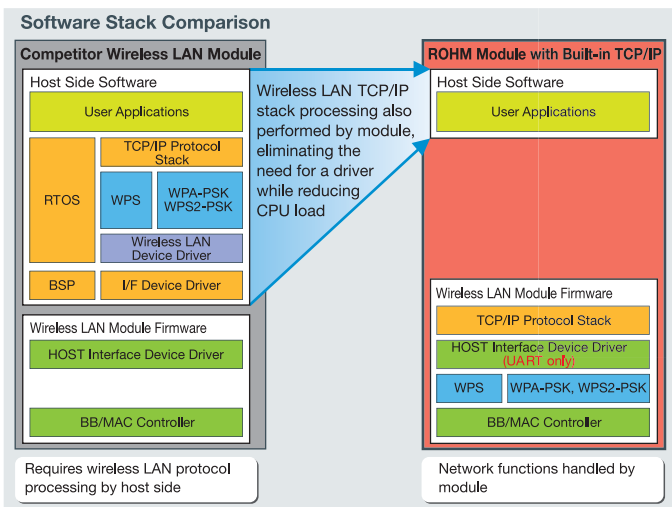 Software Stack Comparison
Competitor Wireless LAN Module
Host Side Software
User Applications
RTOS
TCP/IP Protocol
Stack
WPS
WPA-PSK
WPS2-PSK
Wireless LAN
Device Driver
BSP
I/F Device Driver
Wireless LAN Module Firmware
HOST Interface Device Driver
BB/MAC Controller
Requires wireless LAN protocol
processing by host side
Wireless LAN TCP/IP
stack processing also
performed by module,
eliminating the
need for a driver
while reducing
CPU load
ROHM Module with Built-in TCP/IP
Host Side Software
User Applications
Wireless LAN Module Firmware
TCP/IP Protocol Stack
HOST Interface Device Driver
(UART only)
WPS
WPA-PSK, WPS2-PSK
BB/MAC Controller
Network functions handled by
module